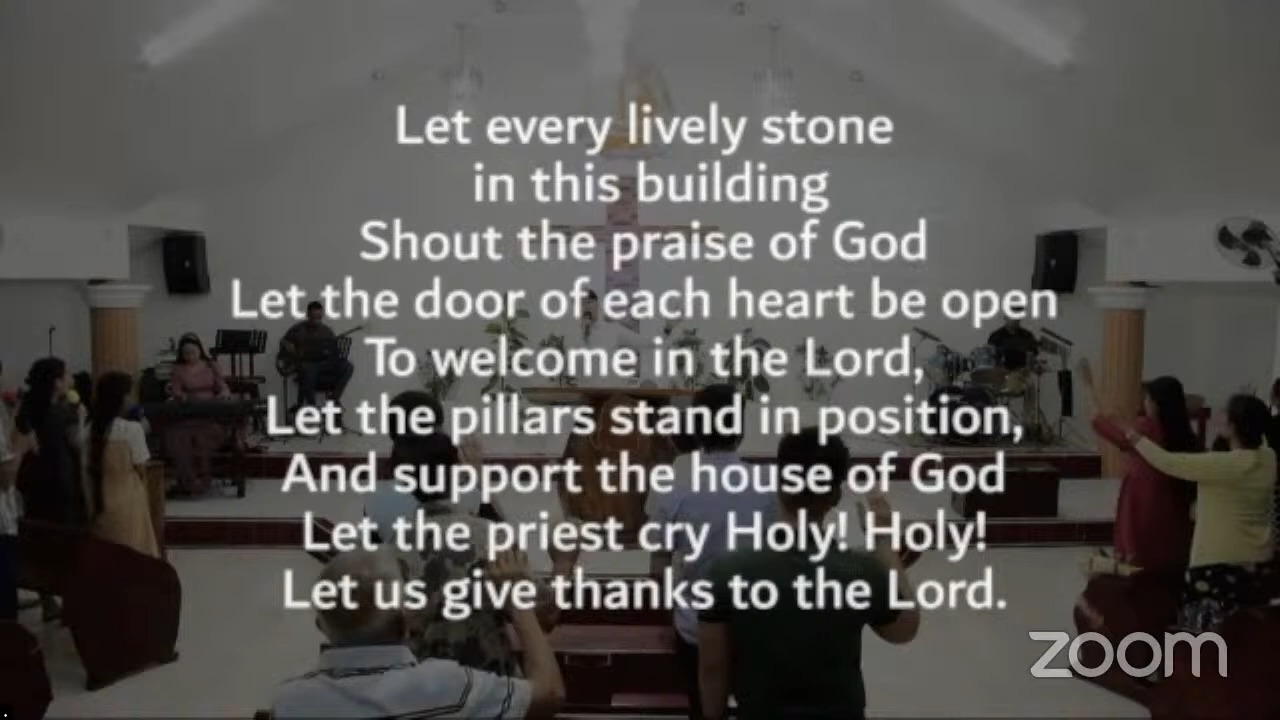 Let every lively stone
in this building
Shout the praise of God
Let the door of each heart be open
To welcome in the Lord,
Let the pillars stand in position,
And support the house of God
Let the priest cry Holy! Holy!
Let us give thanks to the Lord.
zoom